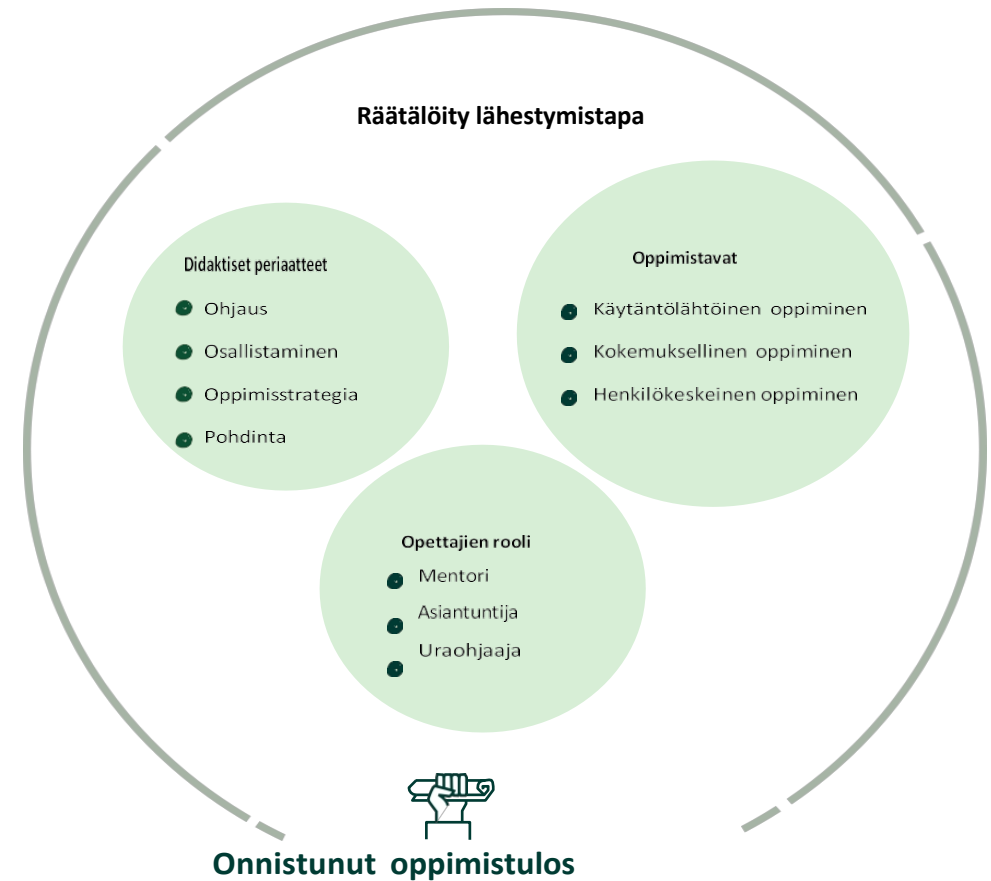 Räätälöity lähestymistapa
Didaktiset periaatteet
Ohjaus
Osallistaminen
Oppimisstrategia
Pohdinta
Oppimistavat
Käytäntölähtöinen oppiminen
Kokemuksellinen oppiminen
Henkilökeskeinen oppiminen
Opettajien rooli
Mentori
Asiantuntija
Uraohjaaja
Onnistunut oppimistulos